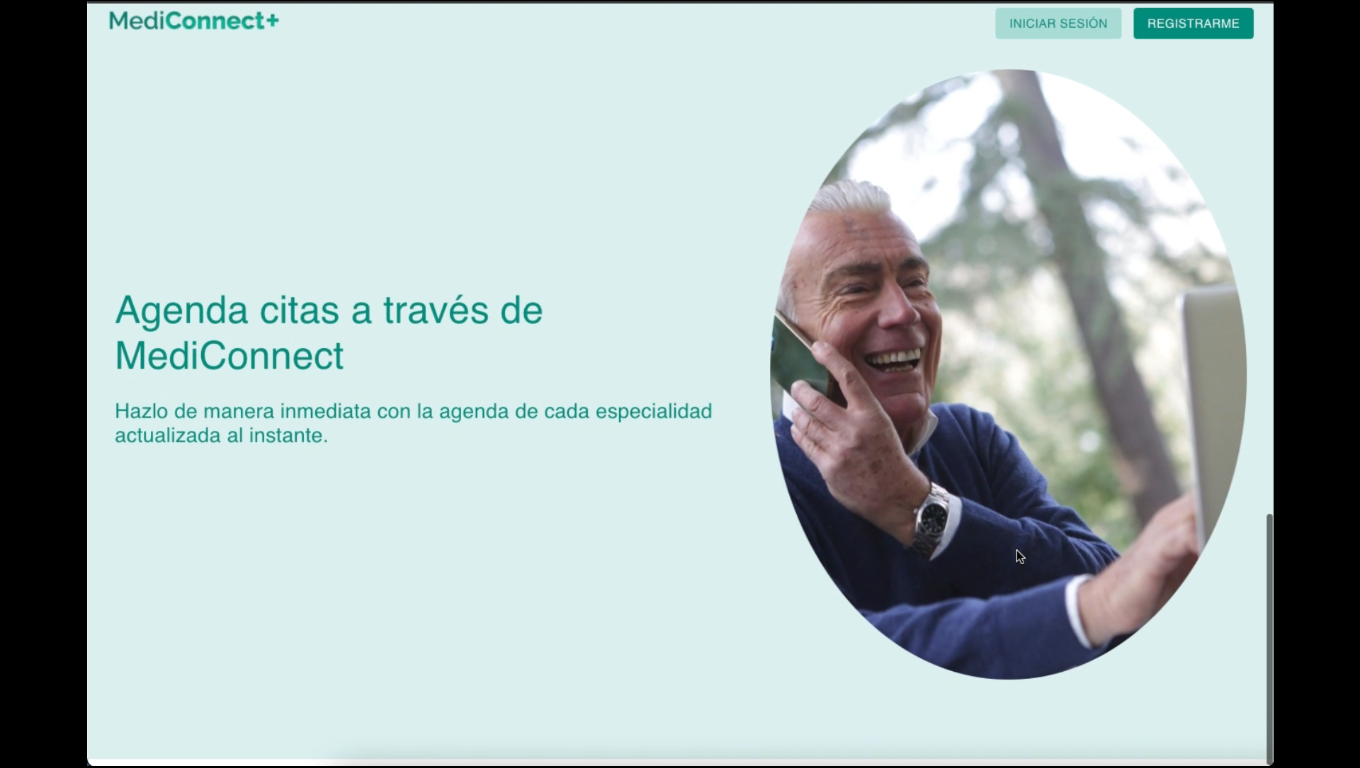 MediConnect+
INICIAR SESIÓN
REGISTRARME
Agenda citas a través de
MediConnect
Hazlo de manera inmediata con la agenda de cada especialidad
actualizada al instante.